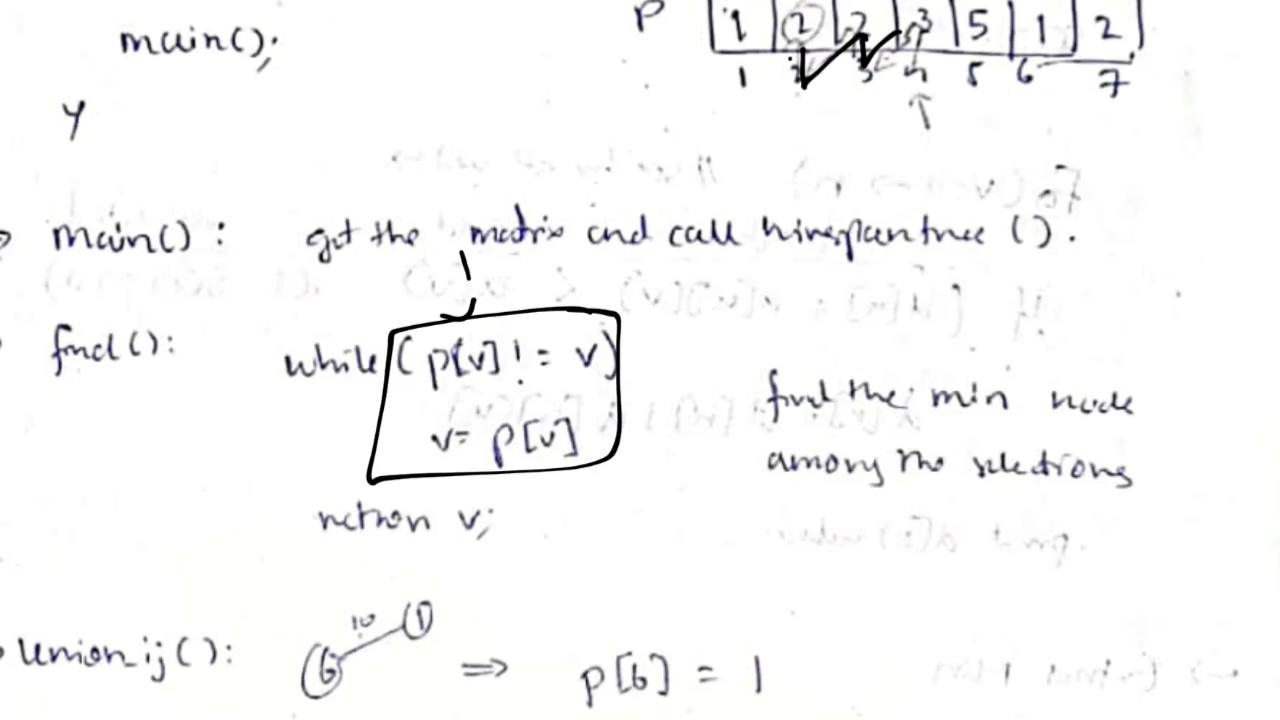 main();
p 1 2 2 3 5 1 2
1 2 3 4 5 6 7
y
main() : get the matrix and call minspantree ().
find(): while ( p[v] != v)
v= p[v]
find the min node
among the selections
return v;
union_ij(): 6 10 1 => p[6] = 1